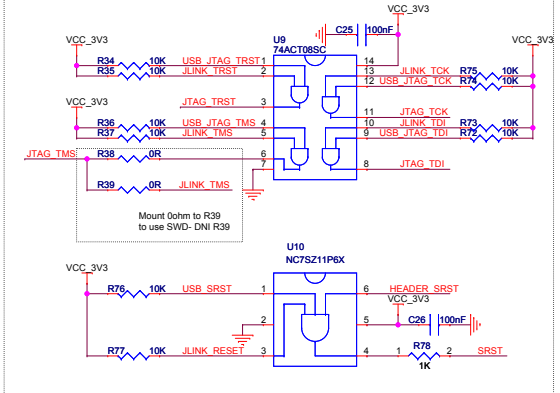 VCC_3V3
C25 100nF
U9
74ACT08SC
VCC_3V3
VCC_3V3
R34 10K USB_JTAG_TRST 1
R35 10K JLINK_TRST 2
14
13 JLINK_TCK R75 10K
12 USB_JTAG_TCK R74 10K
JTAG_TRST 3
VCC_3V3
11 JTAG_TCK
R36 10K USB_JTAG_TMS 4
R37 10K JLINK_TMS 5
10 JLINK_TDI R73 10K
9 USB_JTAG_TDI R72 10K
JTAG_TMS R38 0R 6
7
8 JTAG_TDI
R39 0R JLINK_TMS
Mount 0ohm to R39
to use SWD- DNI R39
U10
NC7SZ11P6X
VCC_3V3
R76 10K USB_SRST 1
6 HEADER_SRST
VCC_3V3
2
5 C26 100nF
R77 10K JLINK_RESET 3
4 1 R78 2 SRST
1K